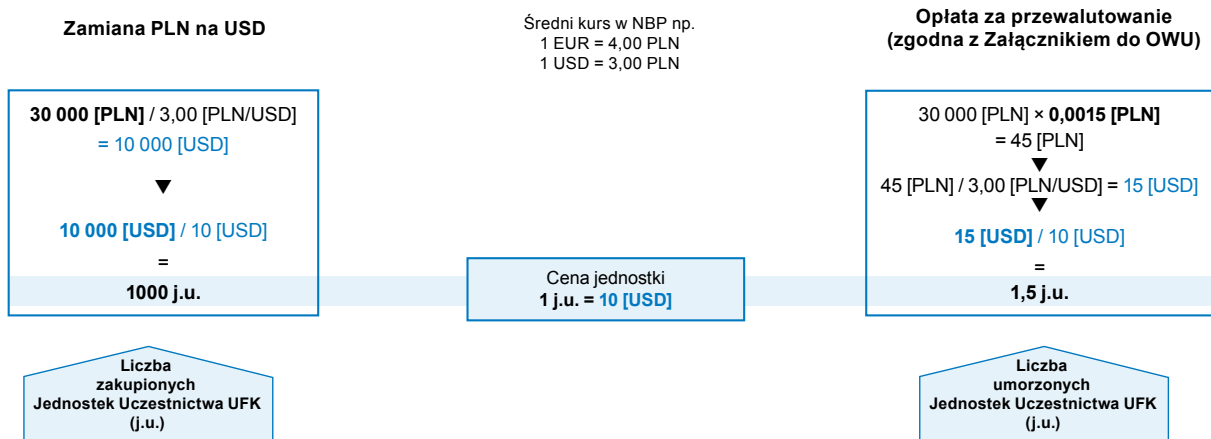 Zamiana PLN na USD
30 000 [PLN] / 3,00 [PLN/USD]
= 10 000 [USD]
▼
10 000 [USD] / 10 [USD]
=
1000 j.u.
Liczba
zakupionych
Jednostek Uczestnictwa UFK
(j.u.)
Średni kurs w NBP np.
1 EUR = 4,00 PLN
1 USD = 3,00 PLN
Cena jednostki
1 j.u. = 10 [USD]
Opłata za przewalutowanie
(zgodna z Załącznikiem do OWU)
30 000 [PLN] × 0,0015 [PLN]
= 45 [PLN]
▼
45 [PLN] / 3,00 [PLN/USD] = 15 [USD]
▼
15 [USD] / 10 [USD]
=
1,5 j.u.
Liczba
umorzonych
Jednostek Uczestnictwa UFK
(j.u.)